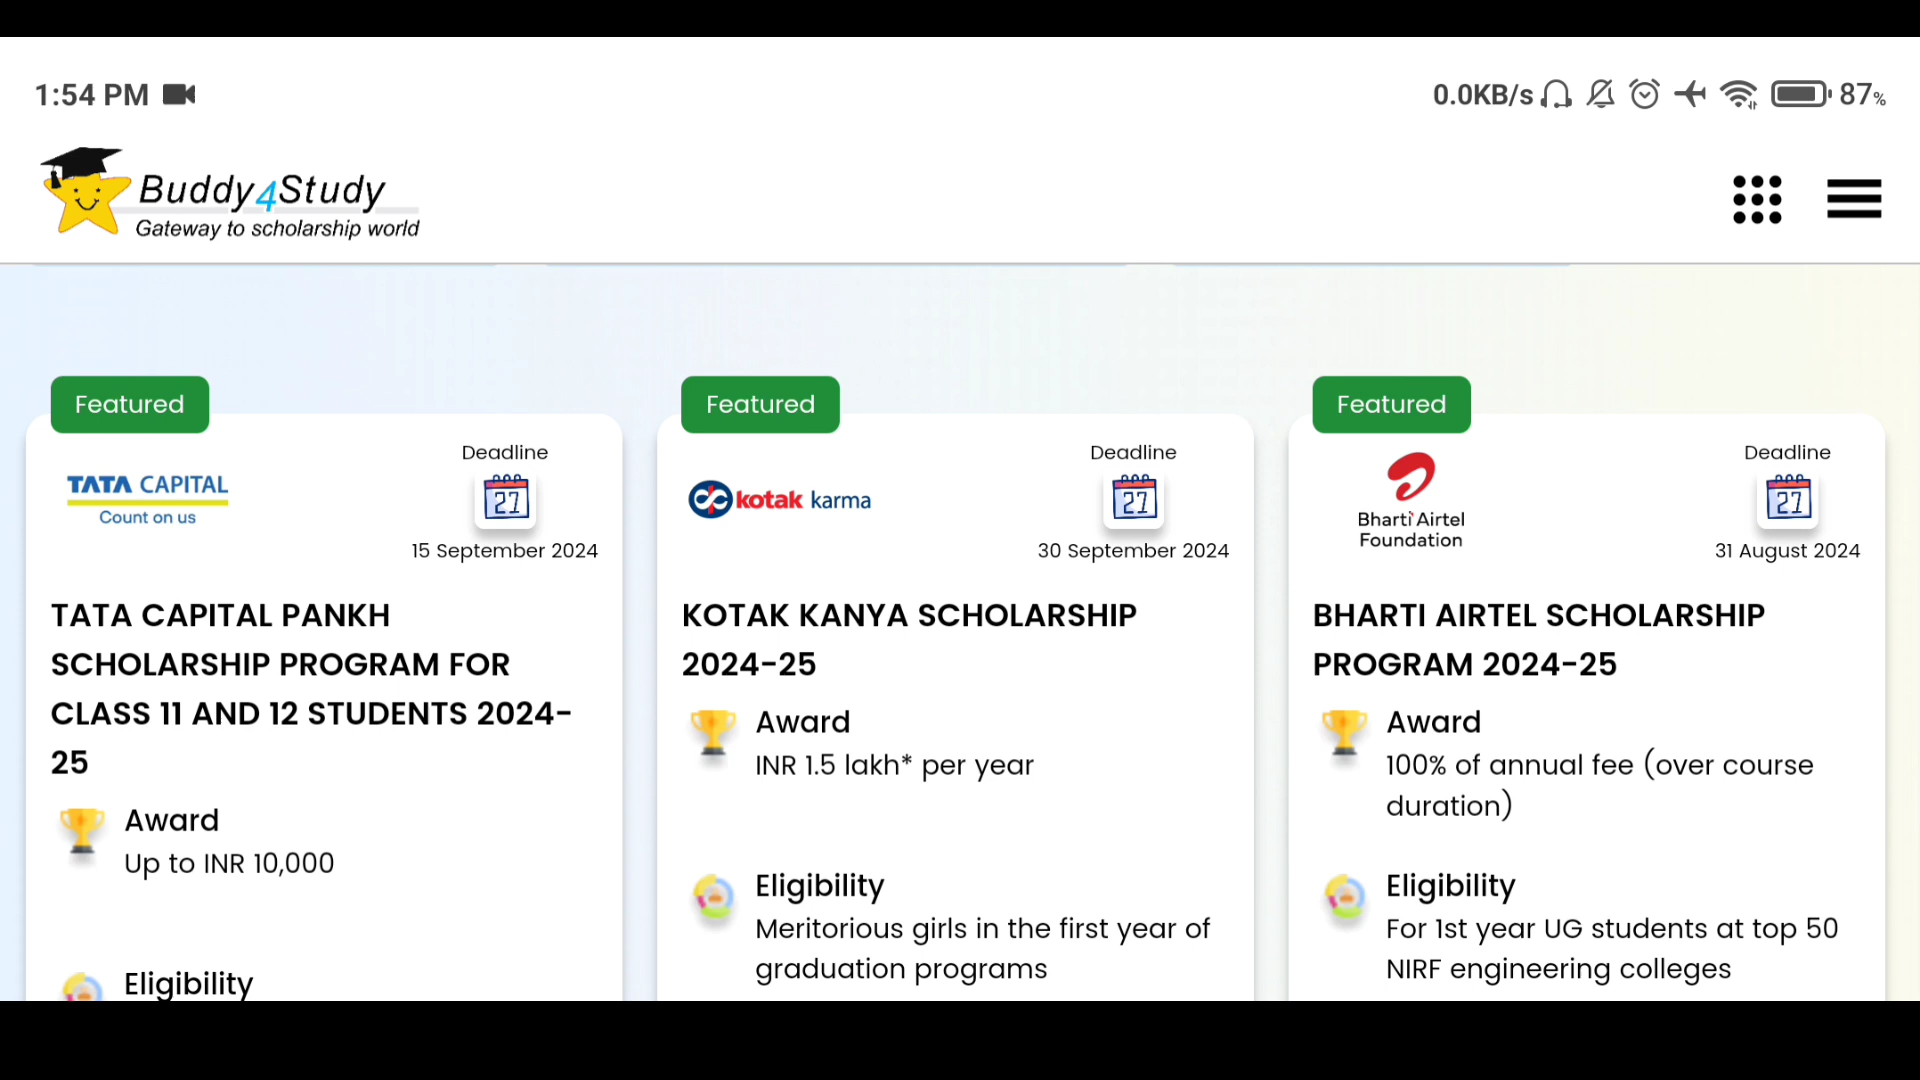 1:54 PM
0.0KB/s
87%
Buddy4Study
Gateway to scholarship world
Featured
Deadline
27
TATA CAPITAL
Count on us
15 September 2024
TATA CAPITAL PANKH
SCHOLARSHIP PROGRAM FOR
CLASS 11 AND 12 STUDENTS 2024-
25
Award
Up to INR 10,000
Eligibility
Featured
Deadline
27
kotak karma
30 September 2024
KOTAK KANYA SCHOLARSHIP
2024-25
Award
INR 1.5 lakh* per year
Eligibility
Meritorious girls in the first year of
graduation programs
Featured
Deadline
27
Bharti Airtel
Foundation
31 August 2024
BHARTI AIRTEL SCHOLARSHIP
PROGRAM 2024-25
Award
100% of annual fee (over course
duration)
Eligibility
For 1st year UG students at top 50
NIRF engineering colleges